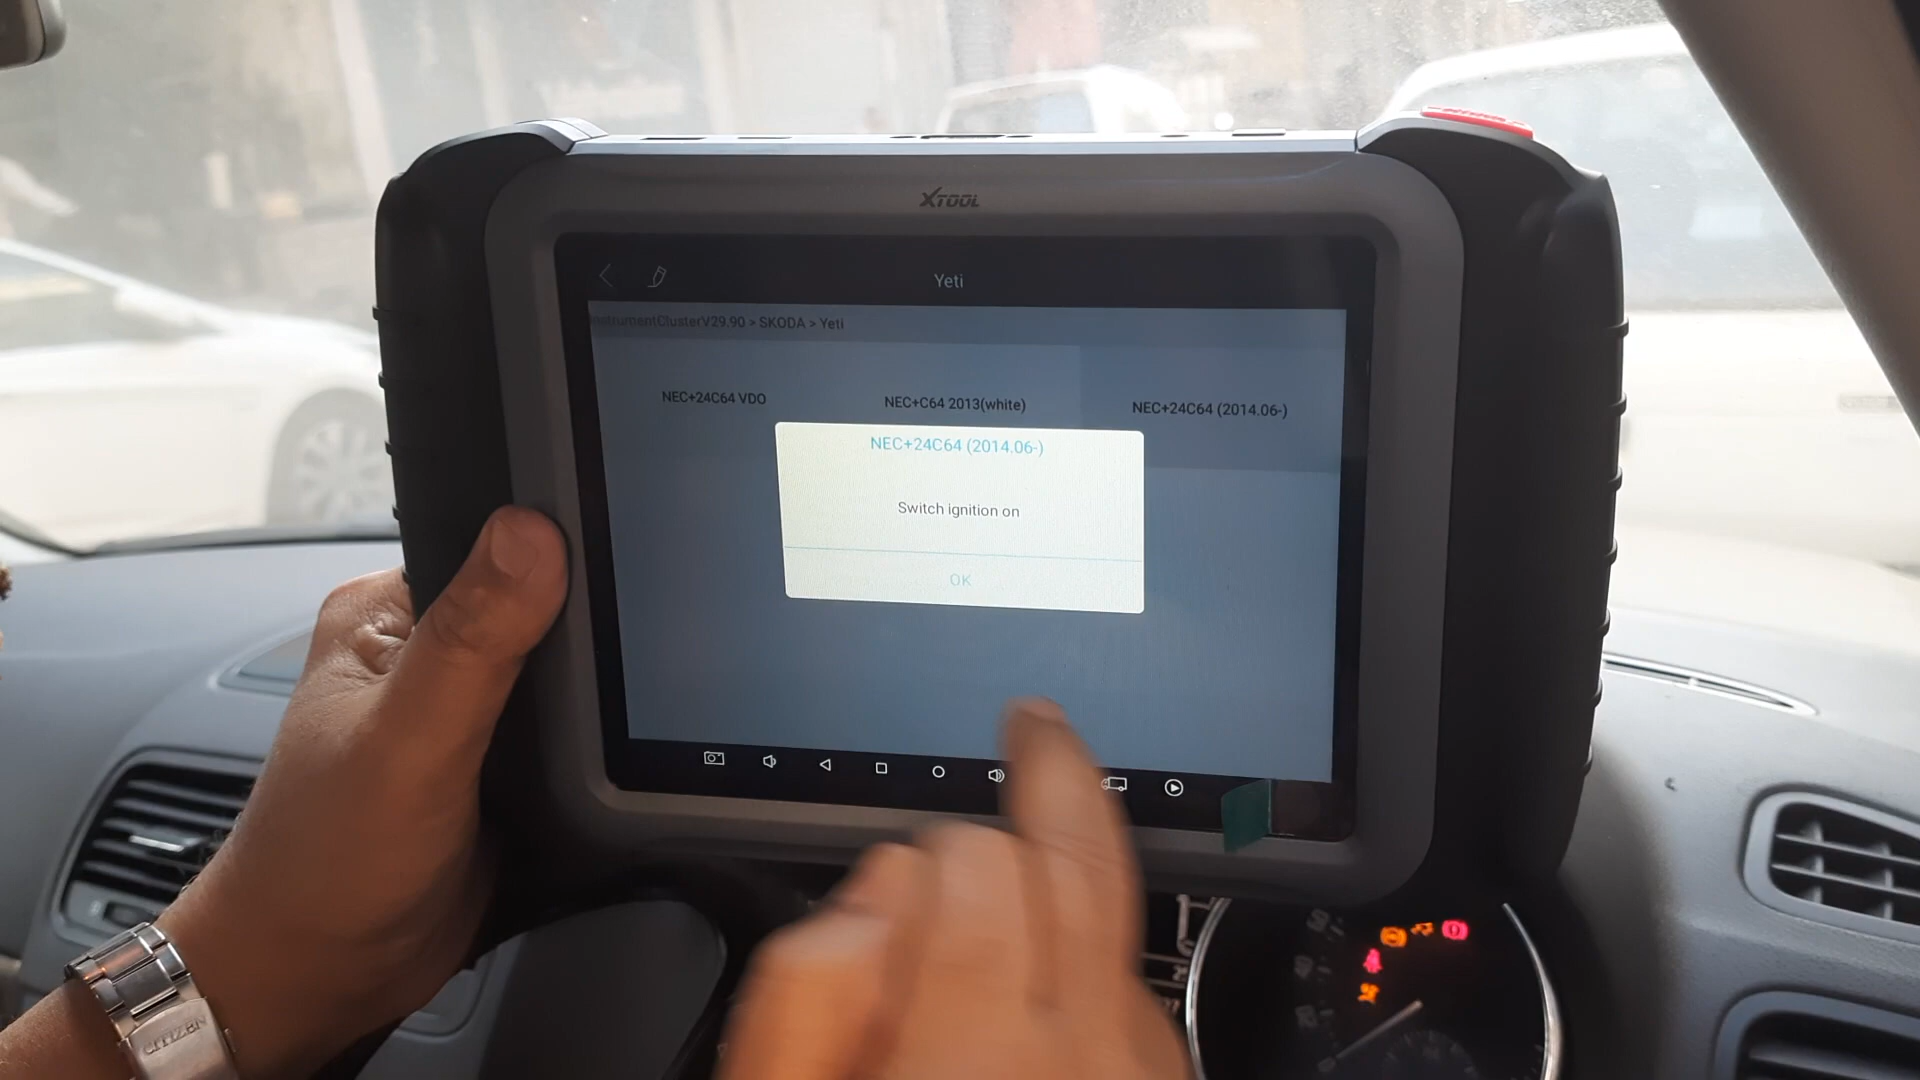 XTOOL
Yeti
InstrumentClusterV29.90 > SKODA > Yeti
NEC+24C64 VDO
NEC+C64 2013(white)
NEC+24C64 (2014.06-)
NEC+24C64 (2014.06-)
Switch ignition on
OK
CITIZEN